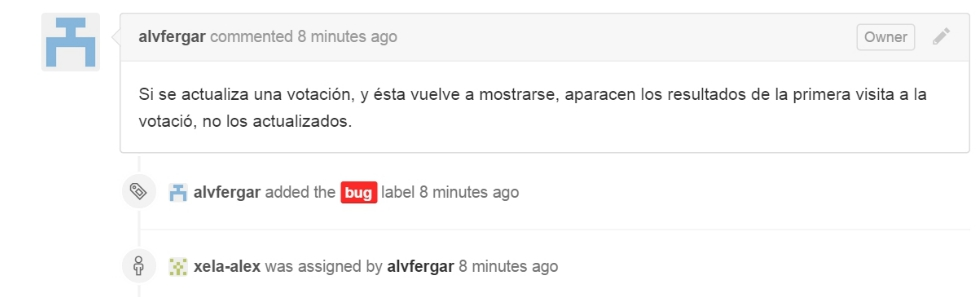 alvfergar commented 8 minutes ago
Owner
Si se actualiza una votación, y ésta vuelve a mostrarse, aparacen los resultados de la primera visita a la
votació, no los actualizados.
alvfergar added the bug label 8 minutes ago
xela-alex was assigned by alvfergar 8 minutes ago